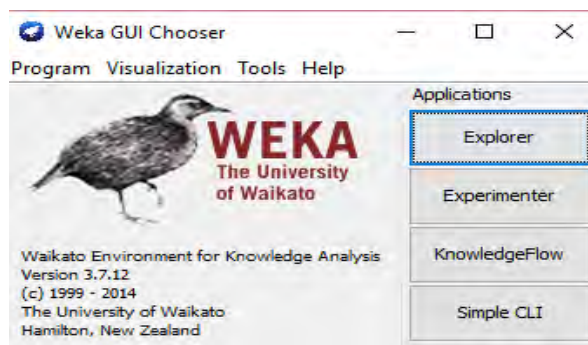 Weka GUI Chooser
Program Visualization Tools Help
Applications
WEKA
The University
of Waikato
Explorer
Experimenter
KnowledgeFlow
Simple CLI
Waikato Environment for Knowledge Analysis
Version 3.7.12
(c) 1999 - 2014
The University of Waikato
Hamilton, New Zealand